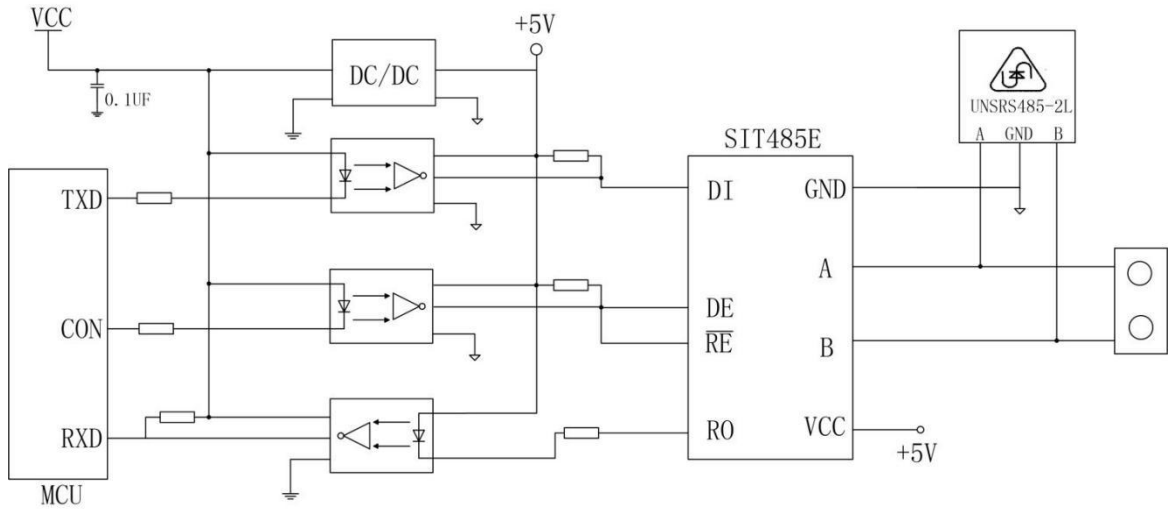 VCC
+5V
DC/DC
0.1UF
UNSRS485-2L
A GND B
SIT485E
MCU
TXD
CON
RXD
DI
DE
RE
RO
GND
A
B
VCC
+5V